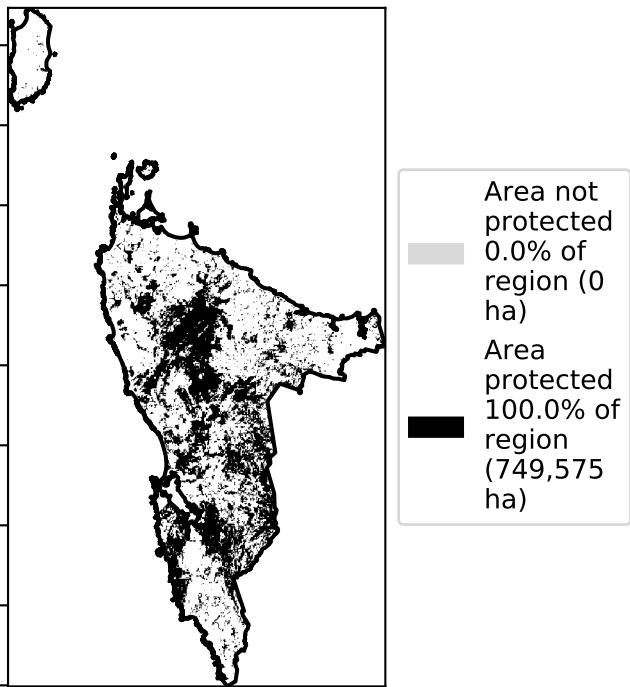 Area not
protected
0.0% of
region (0
ha)
Area
protected
100.0% of
region
(749,575
ha)